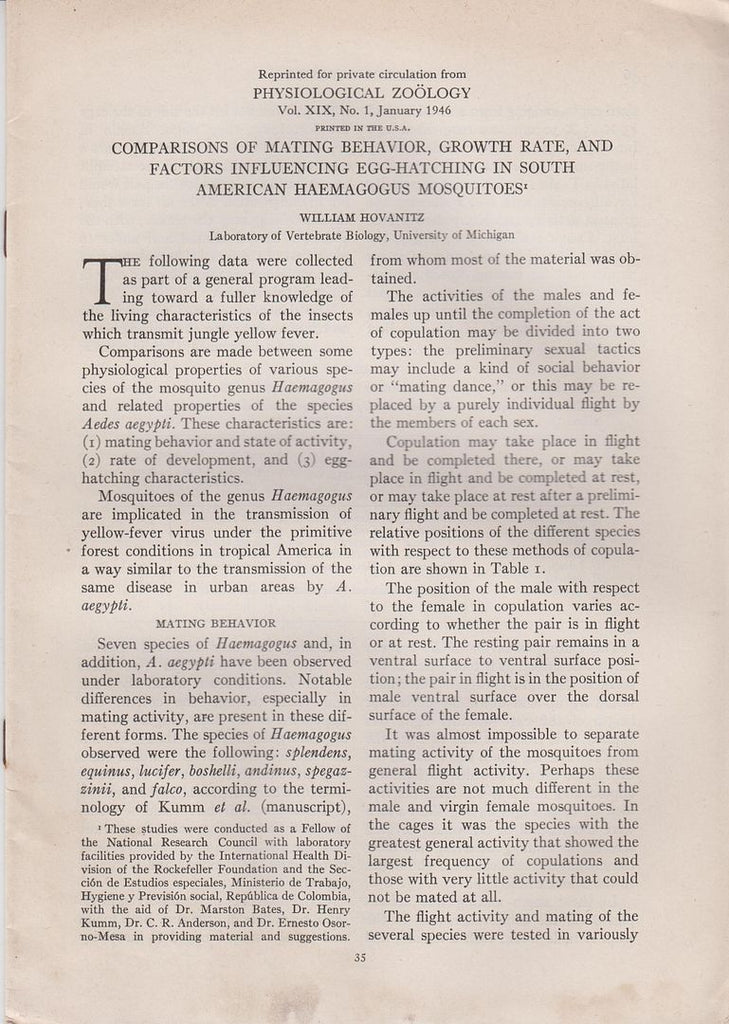 Reprinted for private circulation from
PHYSIOLOGICAL ZOÖLOGY
Vol. XIX, No. 1, January 1946
PRINTED IN THE U.S.A.
COMPARISONS OF MATING BEHAVIOR, GROWTH RATE, AND
FACTORS INFLUENCING EGG-HATCHING IN SOUTH
AMERICAN HAEMAGOGUS MOSQUITOES¹
WILLIAM HOVANITZ
Laboratory of Vertebrate Biology, University of Michigan
THE following data were collected
as part of a general program lead-
ing toward a fuller knowledge of
the living characteristics of the insects
which transmit jungle yellow fever.
Comparisons are made between some
physiological properties of various spe-
cies of the mosquito genus Haemagogus
and related properties of the species
Aedes aegypti. These characteristics are:
(1) mating behavior and state of activity,
(2) rate of development, and (3) egg-
hatching characteristics.
Mosquitoes of the genus Haemagogus
are implicated in the transmission of
yellow-fever virus under the primitive
forest conditions in tropical America in
a way similar to the transmission of the
same disease in urban areas by A.
aegypti.
MATING BEHAVIOR
Seven species of Haemagogus and, in
addition, A. aegypti have been observed
under laboratory conditions. Notable
differences in behavior, especially in
mating activity, are present in these dif-
ferent forms. The species of Haemagogus
observed were the following: splendens,
equinus, lucifer, boshelli, andinus, spegaz-
zinii, and falco, according to the termi-
nology of Kumm et al. (manuscript),
¹ These studies were conducted as a Fellow of
the National Research Council with laboratory
facilities provided by the International Health Di-
vision of the Rockefeller Foundation and the Sec-
ción de Estudios especiales, Ministerio de Trabajo,
Hygiene y Previsión social, República de Colombia,
with the aid of Dr. Marston Bates, Dr. Henry
Kumm, Dr. C. R. Anderson, and Dr. Ernesto Osor-
no-Mesa in providing material and suggestions.
from whom most of the material was ob-
tained.
The activities of the males and fe-
males up until the completion of the act
of copulation may be divided into two
types: the preliminary sexual tactics
may include a kind of social behavior
or “mating dance,” or this may be re-
placed by a purely individual flight by
the members of each sex.
Copulation may take place in flight
and be completed there, or may take
place in flight and be completed at rest,
or may take place at rest after a prelimi-
nary flight and be completed at rest. The
relative positions of the different species
with respect to these methods of copula-
tion are shown in Table 1.
The position of the male with respect
to the female in copulation varies ac-
cording to whether the pair is in flight
or at rest. The resting pair remains in a
ventral surface to ventral surface posi-
tion; the pair in flight is in the position of
male ventral surface over the dorsal
surface of the female.
It was almost impossible to separate
mating activity of the mosquitoes from
general flight activity. Perhaps these
activities are not much different in the
male and virgin female mosquitoes. In
the cages it was the species with the
greatest general activity that showed the
largest frequency of copulations and
those with very little activity that could
not be mated at all.
The flight activity and mating of the
several species were tested in variously
35